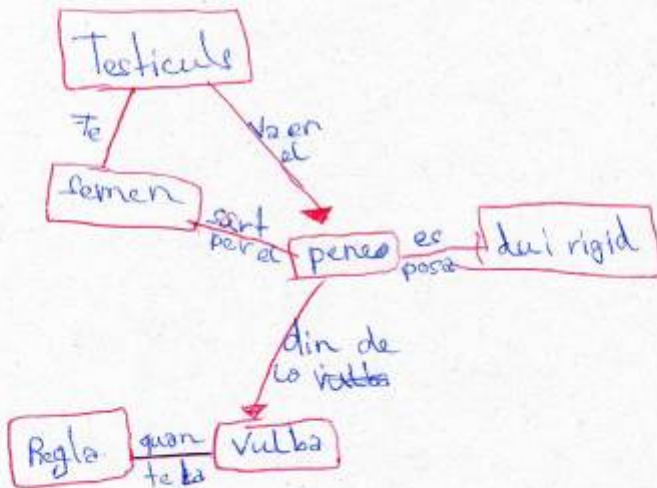 Testiculs
Te
va en
el
semen
sart
per el
penes
es
posa
dui rigid
din de
la vulba
Regla
quan
te la
Vulba